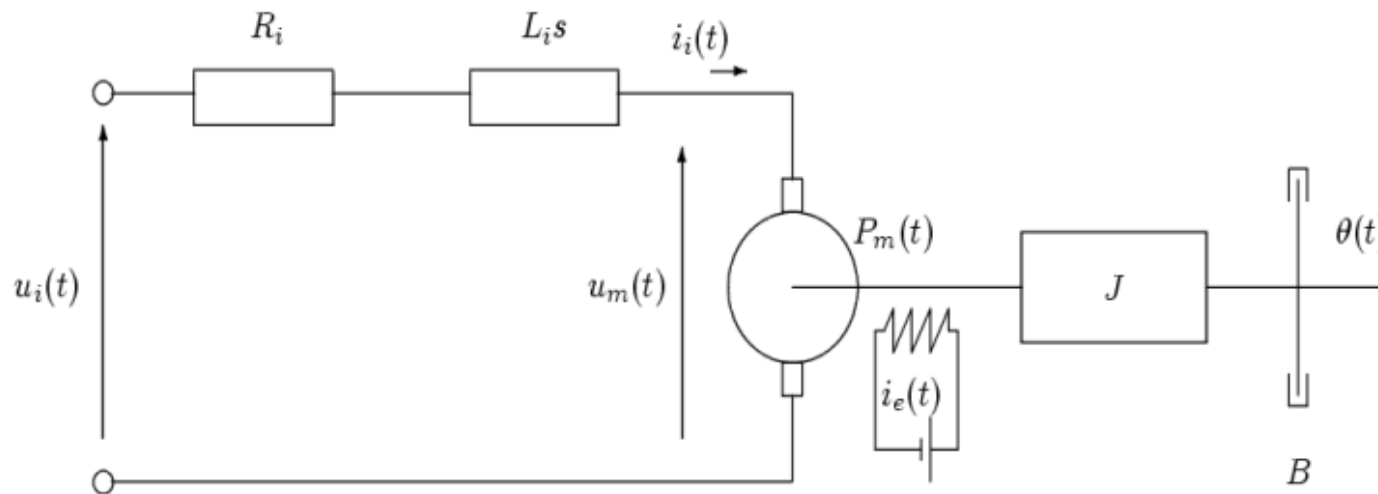 R_i
L_i s
i_i(t)
P_m(t)
θ(t
u_i(t)
u_m(t)
J
i_e(t)
B